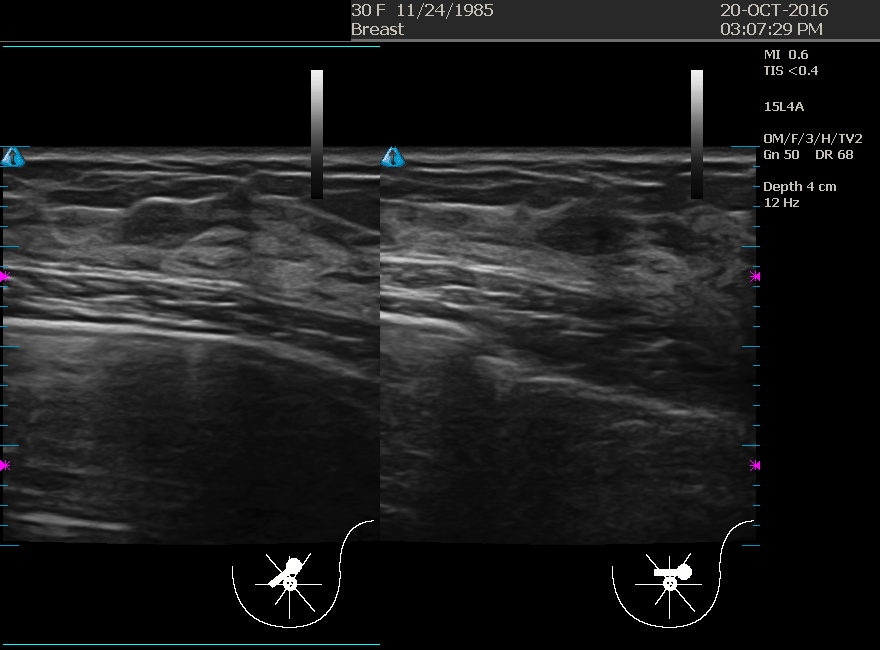 30 F 11/24/1985 20-OCT-2016
Breast 03:07:29 PM
MI 0.6
TIS <0.4
15L4A
OM/F/3/H/TV2
Gn 50 DR 68
Depth 4 cm
12 Hz